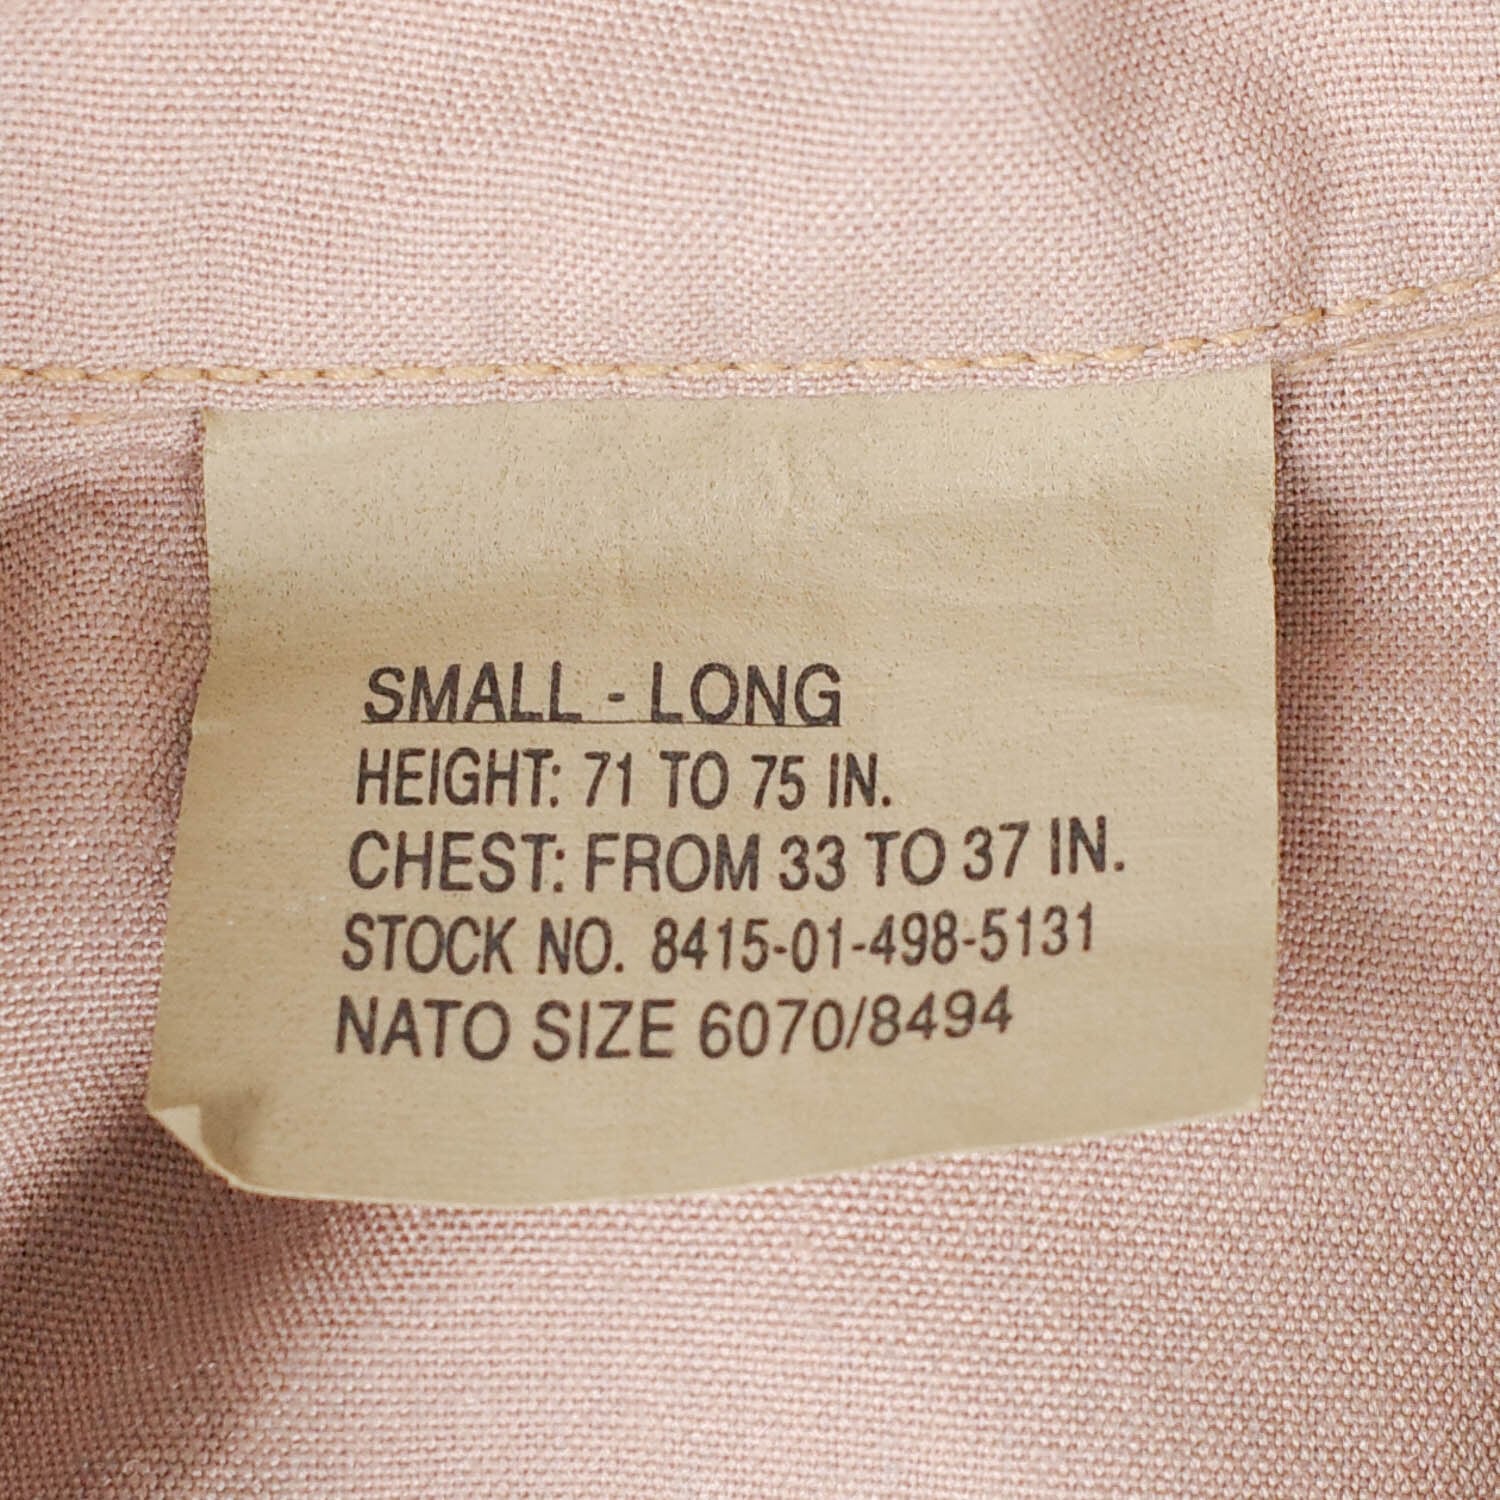 SMALL - LONG
HEIGHT: 71 TO 75 IN.
CHEST: FROM 33 TO 37 IN.
STOCK NO. 8415-01-498-5131
NATO SIZE 6070/8494